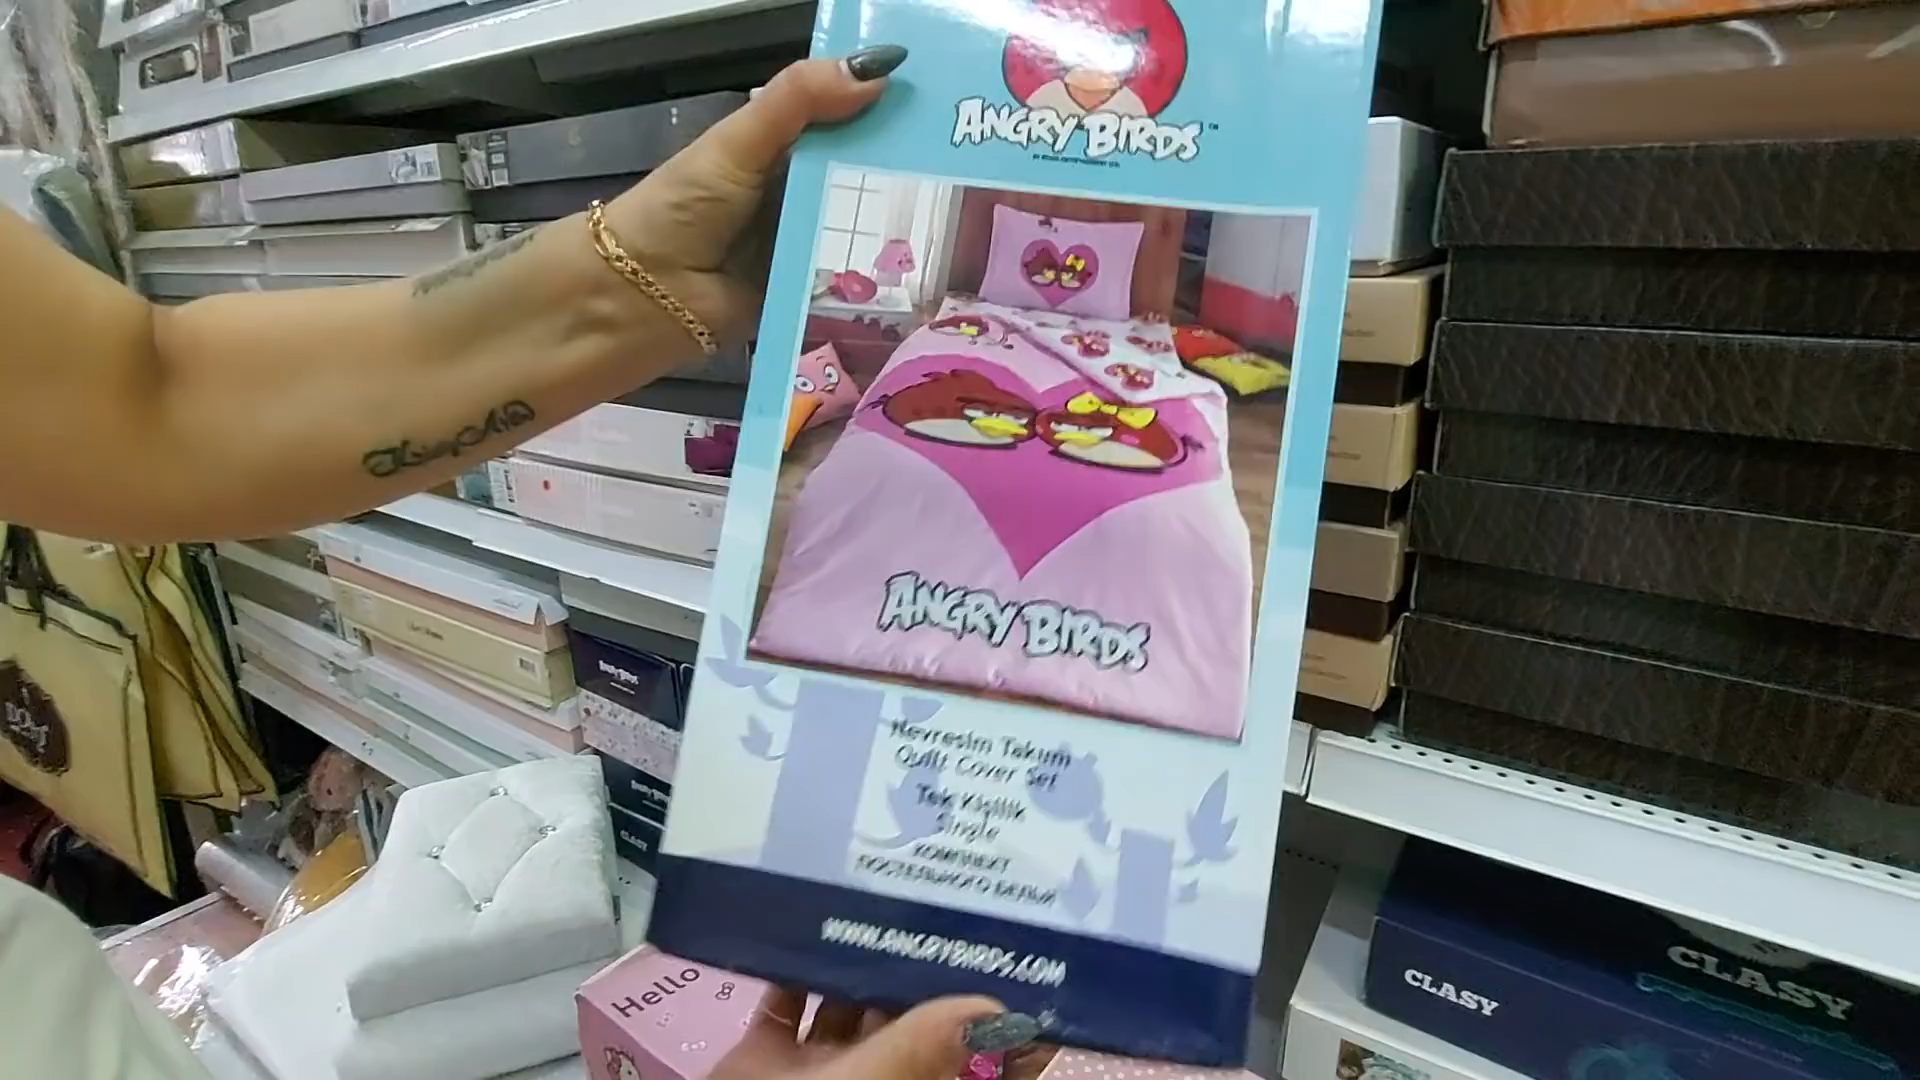 ANGRY BIRDS
ANGRY BIRDS
Nevresim Takımı
Quilt Cover Set
Tek Kişilik
Single
КОМПЛЕКТ
ПОСТЕЛЬНОГО БЕЛЬЯ
WWW.ANGRYBIRDS.COM
Hello
CLASY
CLASY
CLASY